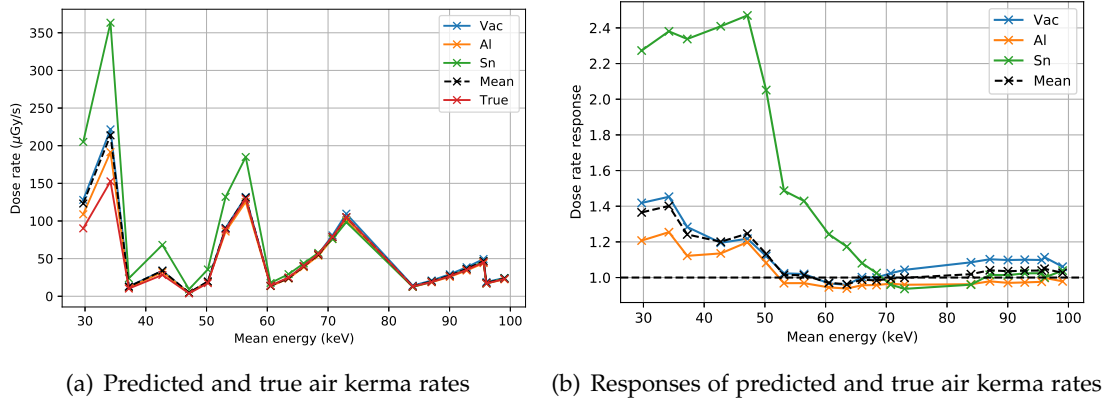 350
300
250
200
150
100
50
0
Dose rate (μGy/s)
30 40 50 60 70 80 90 100
Mean energy (keV)
Vac
Al
Sn
Mean
True
(a) Predicted and true air kerma rates
2.4
2.2
2.0
1.8
1.6
1.4
1.2
1.0
Dose rate response
30 40 50 60 70 80 90 100
Mean energy (keV)
Vac
Al
Sn
Mean
(b) Responses of predicted and true air kerma rates